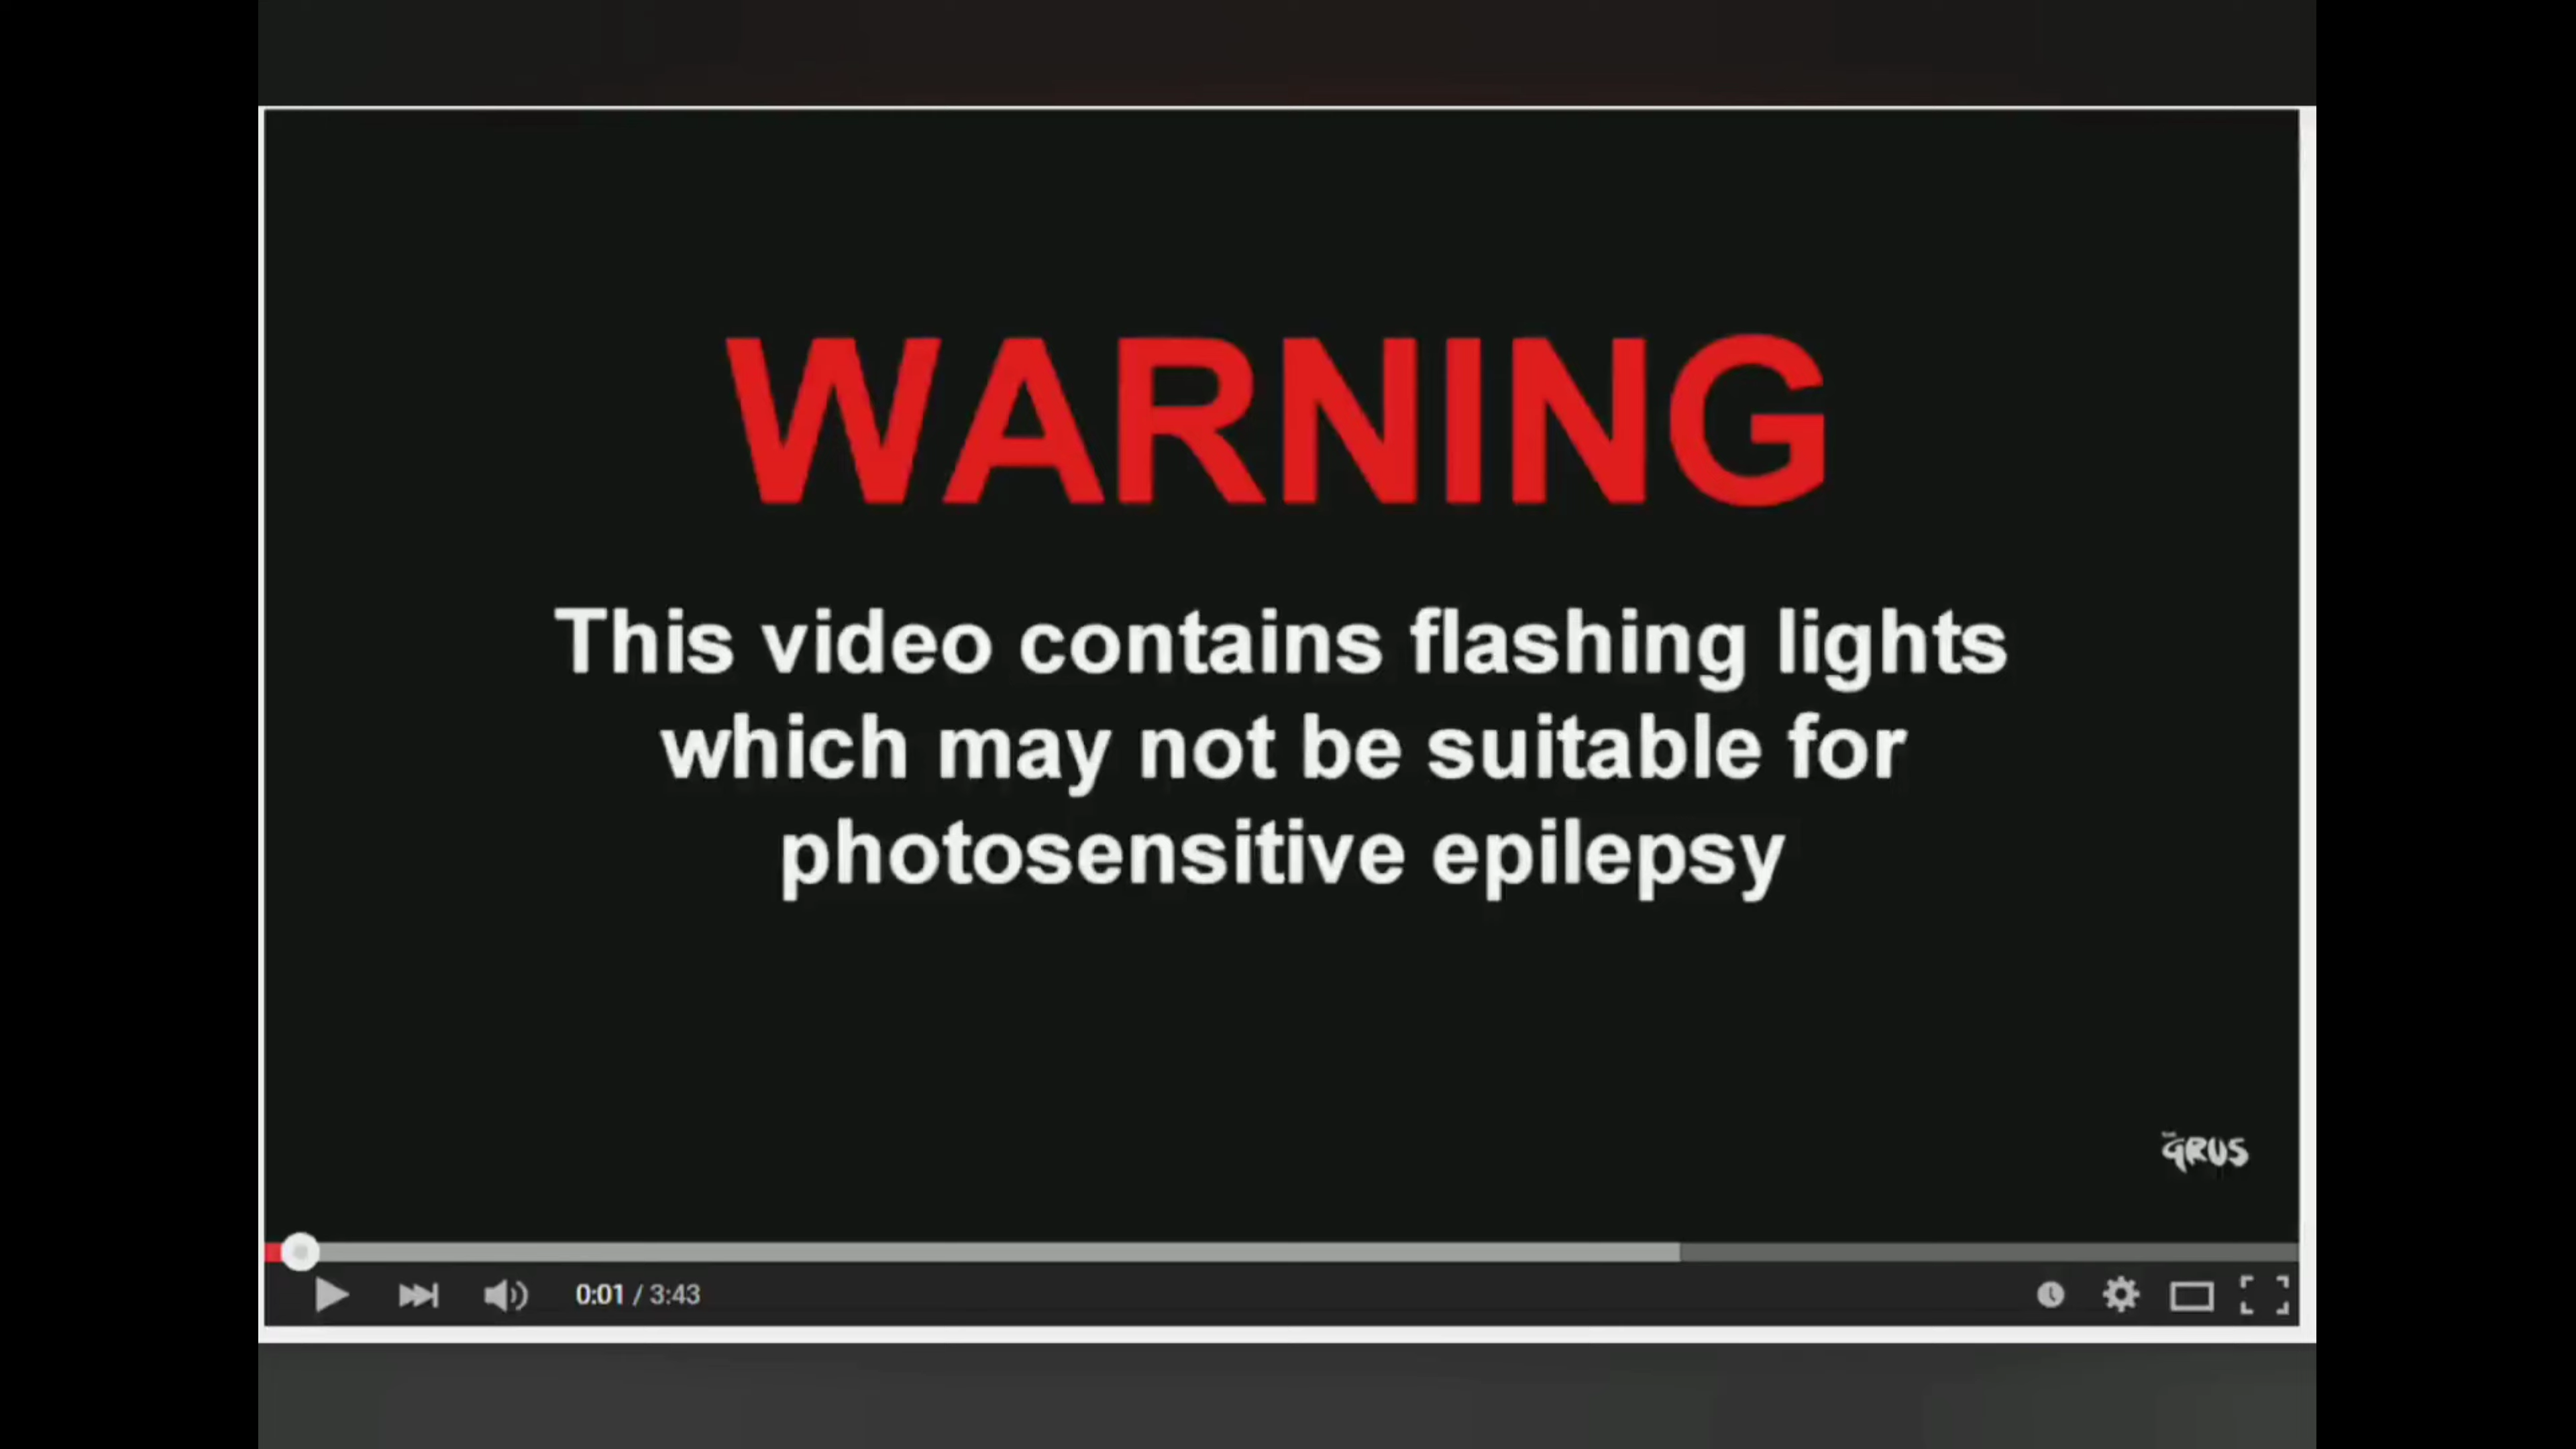 WARNING
This video contains flashing lights
which may not be suitable for
photosensitive epilepsy
GRUS
0:01 / 3:43